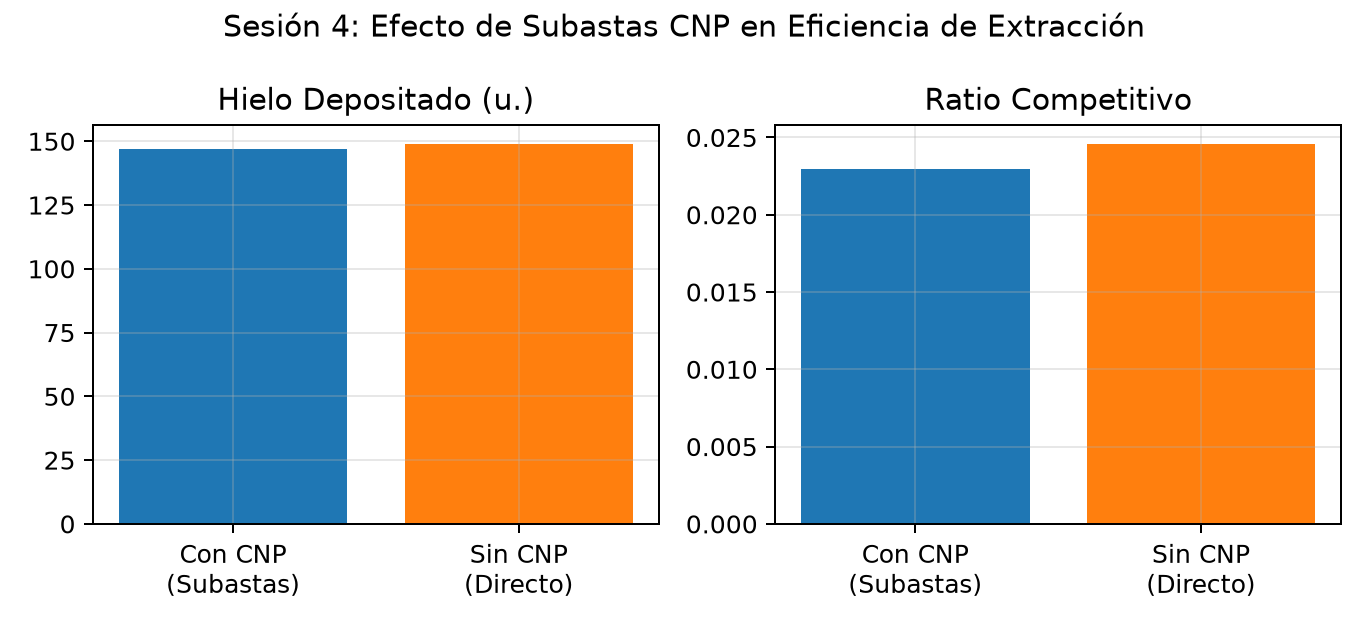 Sesión 4: Efecto de Subastas CNP en Eficiencia de Extracción
Hielo Depositado (u.)
150
125
100
75
50
25
0
Con CNP
(Subastas)
Sin CNP
(Directo)
Ratio Competitivo
0.025
0.020
0.015
0.010
0.005
0.000
Con CNP
(Subastas)
Sin CNP
(Directo)